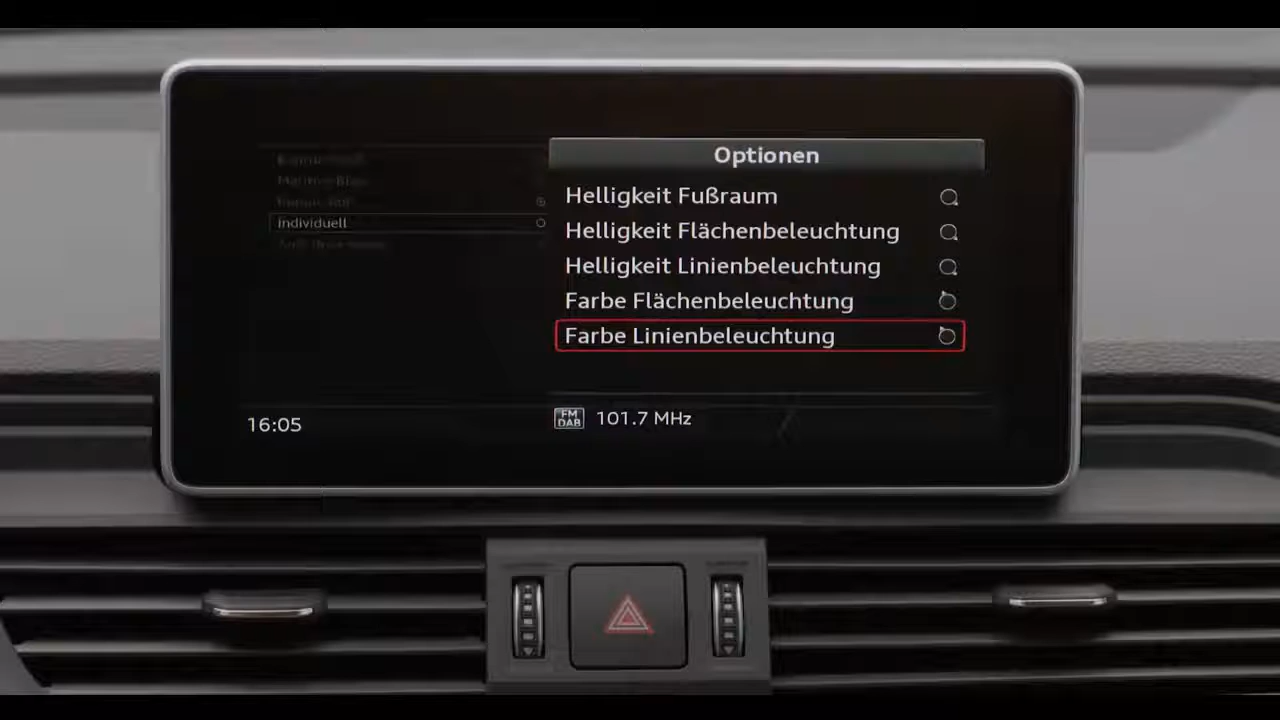 Optionen
Helligkeit Fußraum
Helligkeit Flächenbeleuchtung
Helligkeit Linienbeleuchtung
Farbe Flächenbeleuchtung
Farbe Linienbeleuchtung
Individuell
16:05
FM
DAB
101.7 MHz